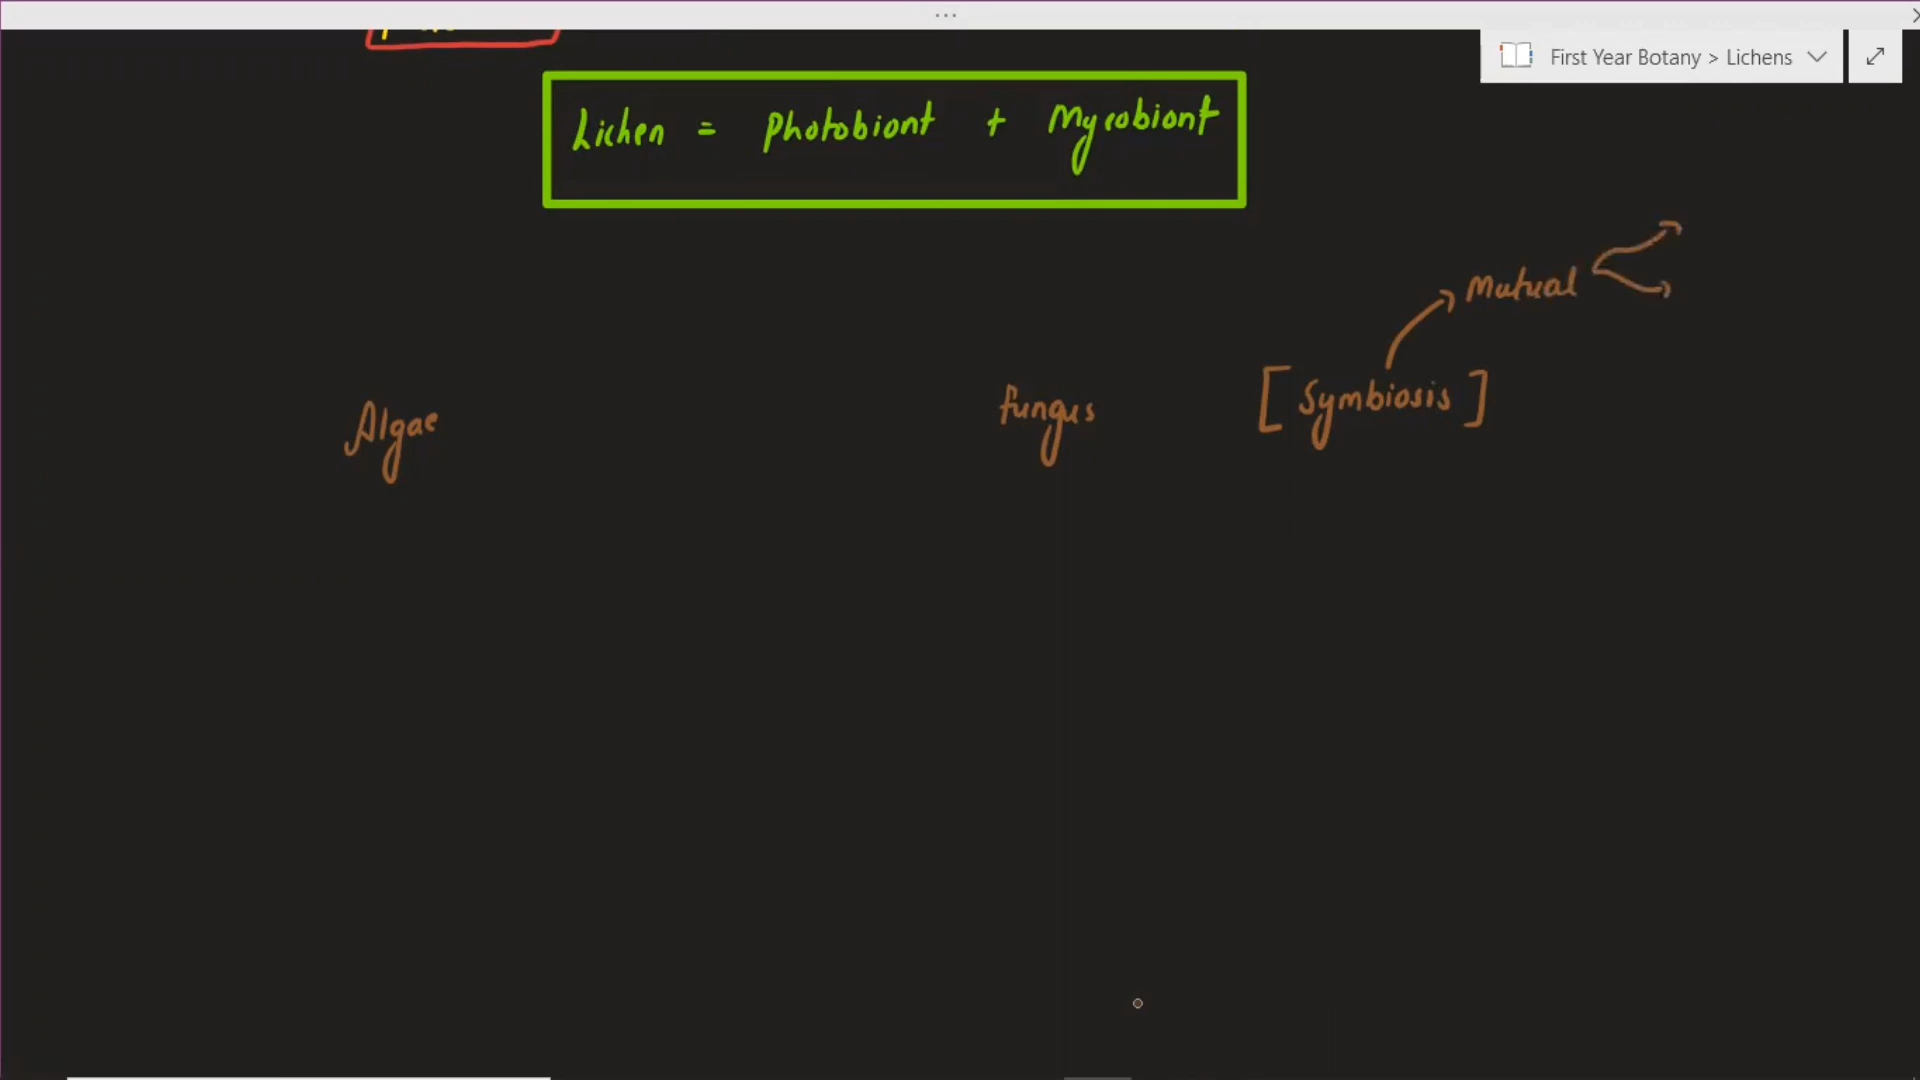 First Year Botany > Lichens
Lichen = Photobiont + Mycobiont
Mutual
Algae fungus [Symbiosis]